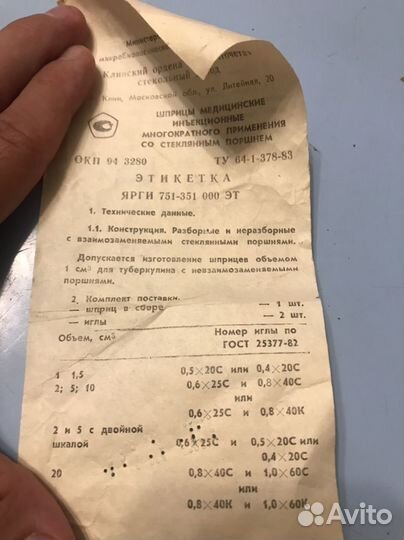 Министер
микробиологическ
Клинский ордена
стекольный завод
г. Клин, Московской обл., ул. Литейная, 20
ШПРИЦЫ МЕДИЦИНСКИЕ
ИНЪЕКЦИОННЫЕ
МНОГОКРАТНОГО ПРИМЕНЕНИЯ
СО СТЕКЛЯННЫМ ПОРШНЕМ
ОКП 94 3280 ТУ 64-1-378-83
ЭТИКЕТКА
ЯРГИ 751-351 000 ЭТ
1. Технические данные.
1.1. Конструкция. Разборные и неразборные
с взаимозаменяемыми стеклянными поршнями.
Допускается изготовление шприцев объемом
1 см³ для туберкулина с невзаимозаменяемыми
поршнями.
2. Комплект поставки.
— шприц в сборе — 1 шт.
— иглы — 2 шт.
Объем, см³ Номер иглы по
ГОСТ 25377-82
1 1,5 0,5×20С или 0,4×20С
2; 5; 10 0,6×25С и 0,8×40С
или
0,6×25С и 0,8×40К
2 и 5 с двойной
шкалой 0,6×25С и 0,5×20С или
0,4×20С
20 0,8×40С и 1,0×60С
или
0,8×40К и 1,0×60К
Avito